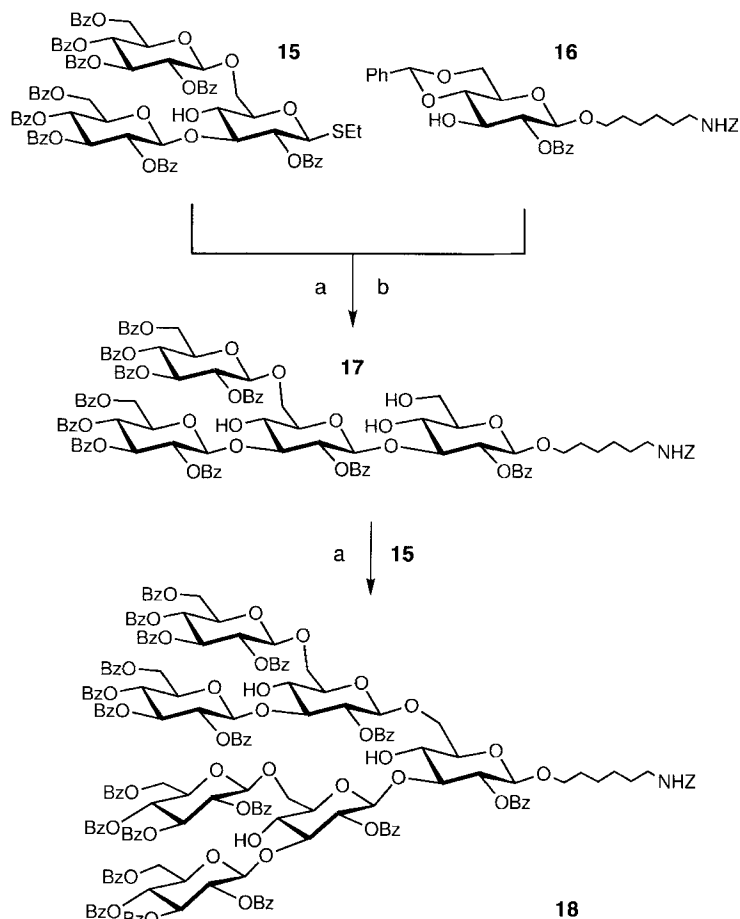 BzO
15
16
BzO O O
BzO OBz
Ph O O
O O O
NHZ
BzO HO O SEt
HO OBz
BzO O O OBz
BzO OBz
a b
BzO
17
BzO O O
BzO OBz HO
BzO HO O HO O
BzO O O O O NHZ
BzO OBz OBz OBz
a 15
BzO
BzO O O
BzO OBz
BzO HO O O
BzO O O OBz HO O
BzO OBz O O NHZ
BzO O O O O OBz
BzO OBz HO OBz
BzO O
BzO O
BzO OBz
BzO OBz
18